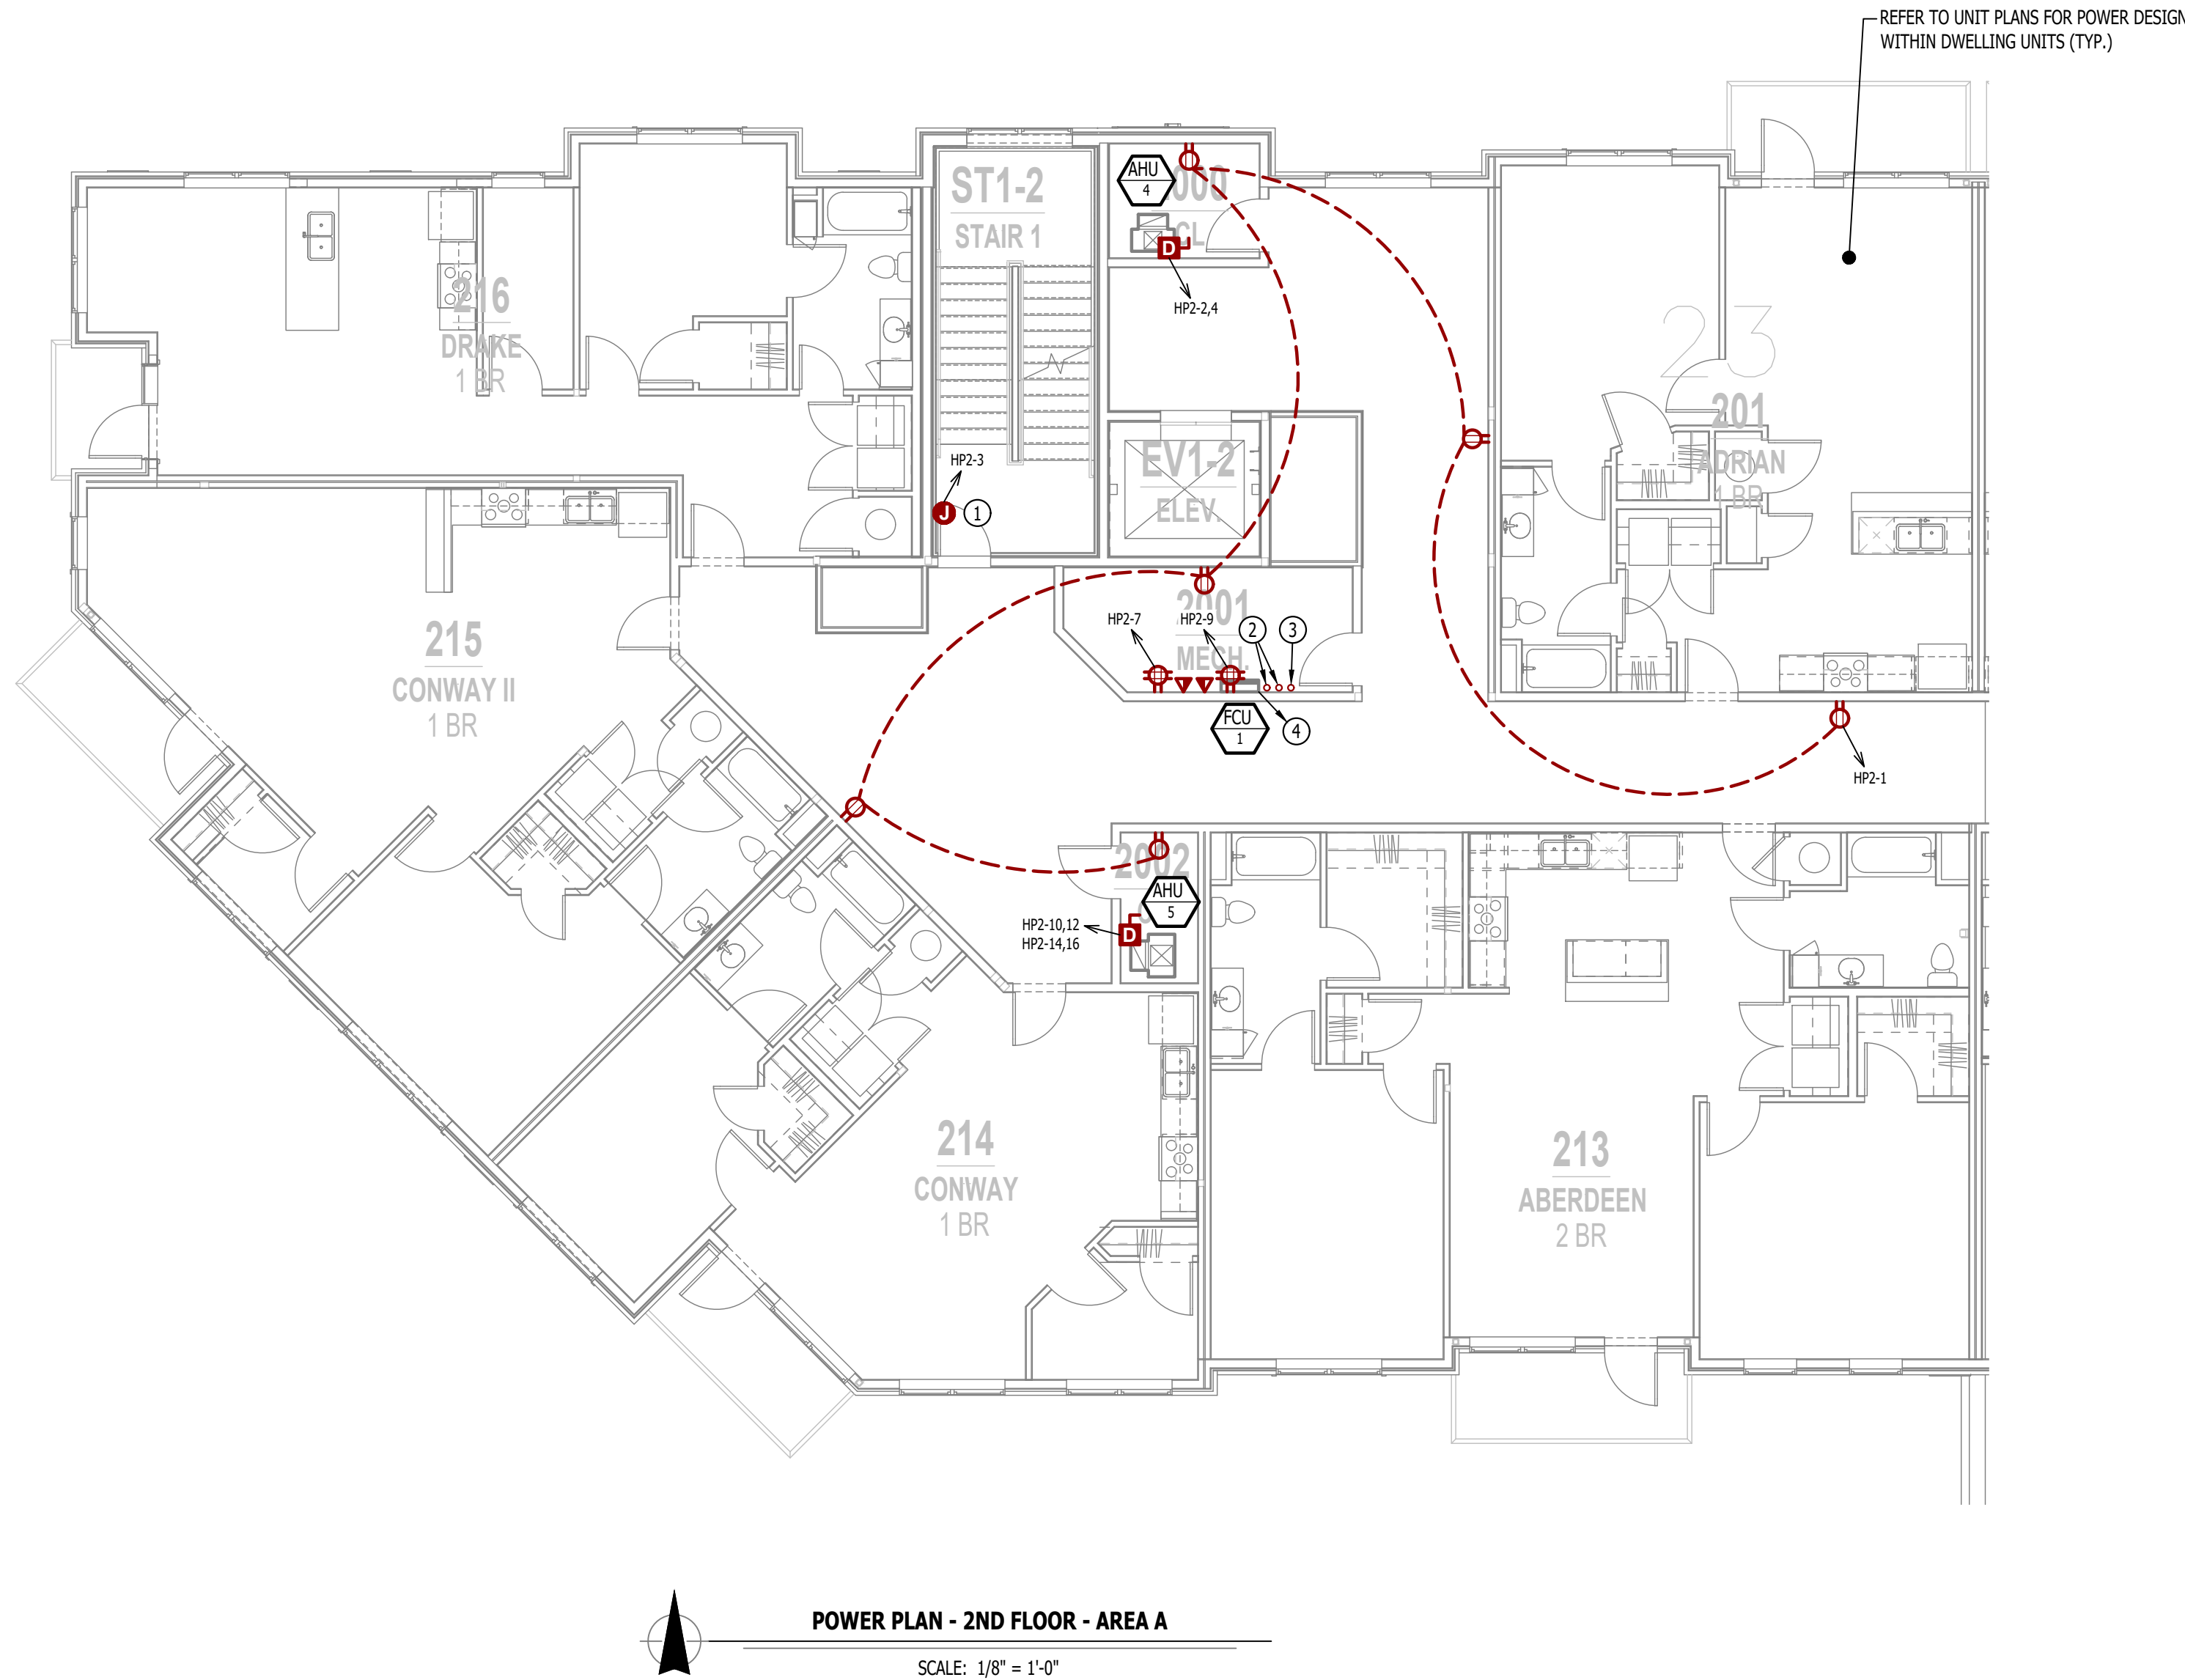 REFER TO UNIT PLANS FOR POWER DESIGN
WITHIN DWELLING UNITS (TYP.)
ST1-2
STAIR 1
AHU
4
CL
D
HP2-2,4
216
DRAKE
1 BR
23
201
ADRIAN
1 BR
EV1-2
ELEV.
HP2-3
J
1
2001
MECH.
HP2-7
HP2-9
2
3
FCU
1
4
HP2-1
215
CONWAY II
1 BR
2002
AHU
5
HP2-10,12
HP2-14,16
D
214
CONWAY
1 BR
213
ABERDEEN
2 BR
POWER PLAN - 2ND FLOOR - AREA A
SCALE: 1/8" = 1'-0"